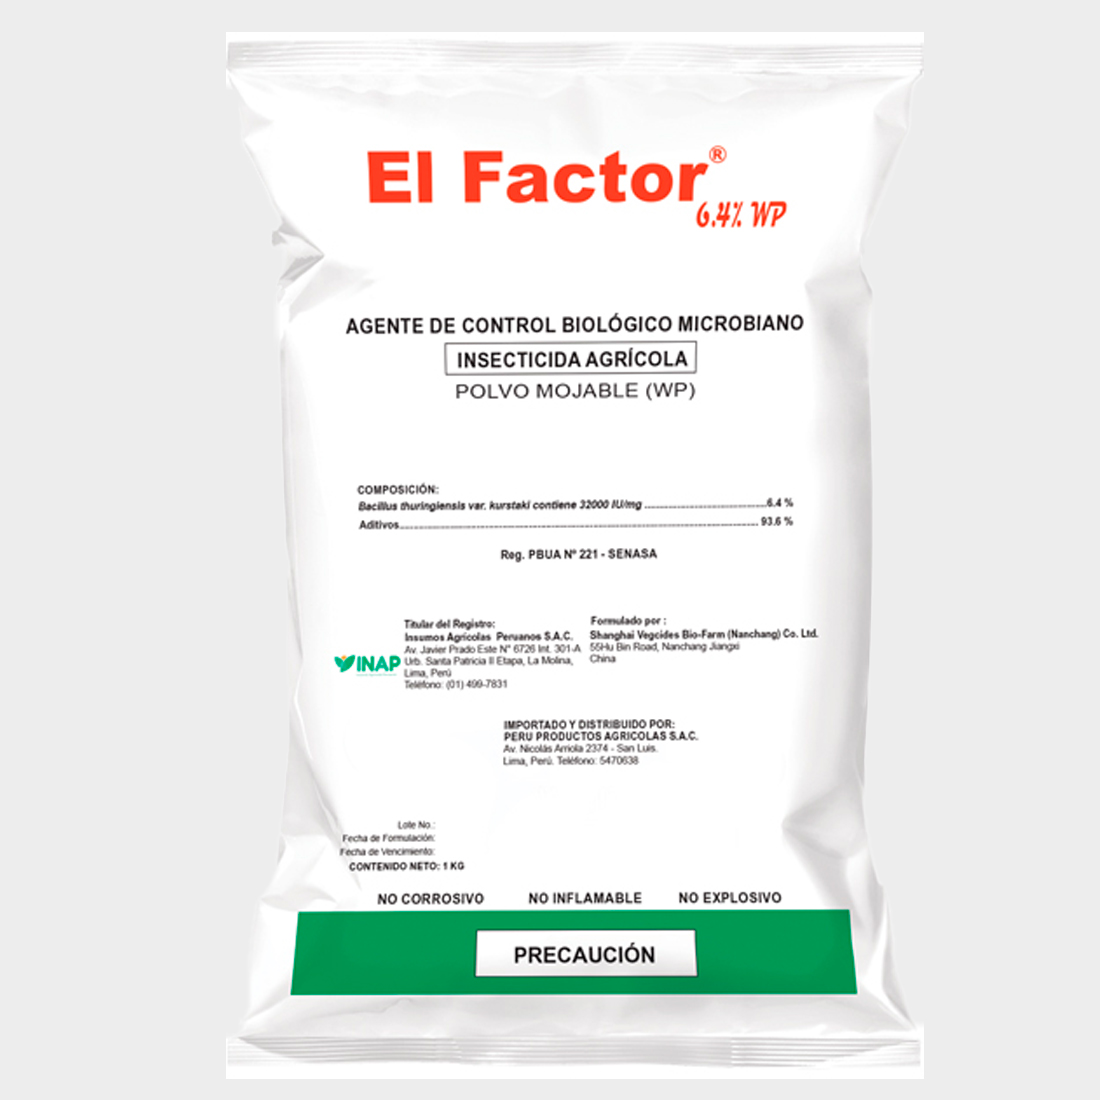 El Factor®
6.4% WP
AGENTE DE CONTROL BIOLÓGICO MICROBIANO
INSECTICIDA AGRÍCOLA
POLVO MOJABLE (WP)
COMPOSICIÓN:
Bacillus thuringiensis var. kurstaki contiene 32000 IU/mg ........................................6.4 %
Aditivos.................................................................................................................... 93.6 %
Reg. PBUA Nº 221 - SENASA
Titular del Registro:
Insumos Agrícolas Peruanos S.A.C.
Av. Javier Prado Este N° 6726 Int. 301-A
Urb. Santa Patricia II Etapa, La Molina,
Lima, Perú
Teléfono: (01) 499-7831
INAP
Formulado por :
Shanghai Vegcides Bio-Farm (Nanchang) Co. Ltd.
55Hu Bin Road, Nanchang Jiangxi
China
IMPORTADO Y DISTRIBUIDO POR:
PERU PRODUCTOS AGRICOLAS S.A.C.
Av. Nicolás Arriola 2374 - San Luis.
Lima, Perú. Teléfono: 5470638
Lote No.:
Fecha de Formulación:
Fecha de Vencimiento:
CONTENIDO NETO: 1 KG
NO CORROSIVO NO INFLAMABLE NO EXPLOSIVO
PRECAUCIÓN